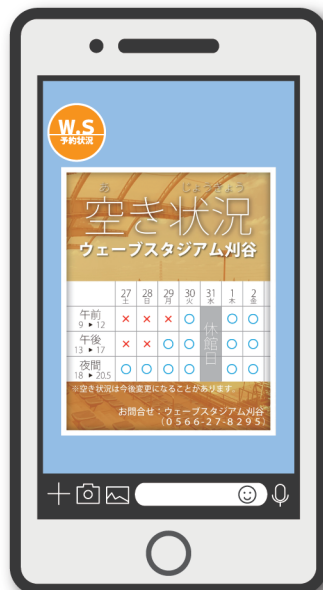 W.S
予約状況
あ じょうきょう
空き状況
ウェーブスタジアム刈谷
27 28 29 30 31 1 2
土 日 月 火 水 木 金
午前 × × × ○ ○ ○
9 ▶ 12
午後 × × ○ ○ ○ ○
13 ▶ 17
夜間 ○ ○ ○ ○ ○ ○
18 ▶ 20.5
休館日
※空き状況は今後変更になることがあります。
お問合せ:ウェーブスタジアム刈谷
(0566-27-8295)